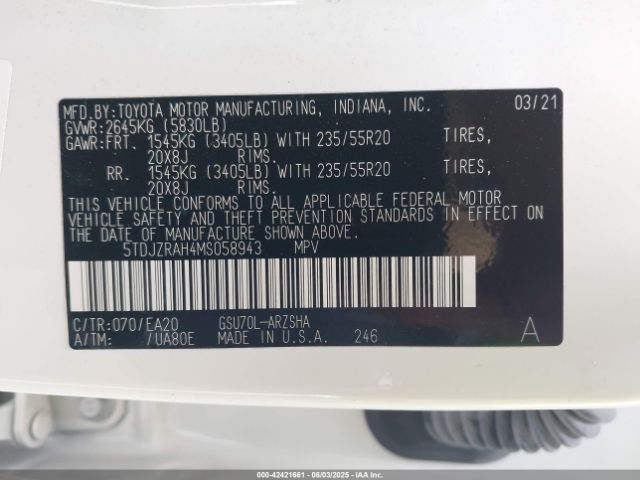 MFD.BY:TOYOTA MOTOR MANUFACTURING, INDIANA, INC. 03/21
GVWR:2645KG (5830LB)
GAWR:FRT. 1545KG (3405LB) WITH 235/55R20 TIRES,
20X8J RIMS.
RR. 1545KG (3405LB) WITH 235/55R20 TIRES,
20X8J RIMS.
THIS VEHICLE CONFORMS TO ALL APPLICABLE FEDERAL MOTOR
VEHICLE SAFETY AND THEFT PREVENTION STANDARDS IN EFFECT ON
THE DATE OF MANUFACTURE SHOWN ABOVE.
5TDJZRAH4MS058943 MPV
C/TR:070/EA20 GSU70L-ARZSHA
A/TM: /UA80E MADE IN U.S.A. 246 A
000-42421661 - 06/03/2025 - IAA Inc.